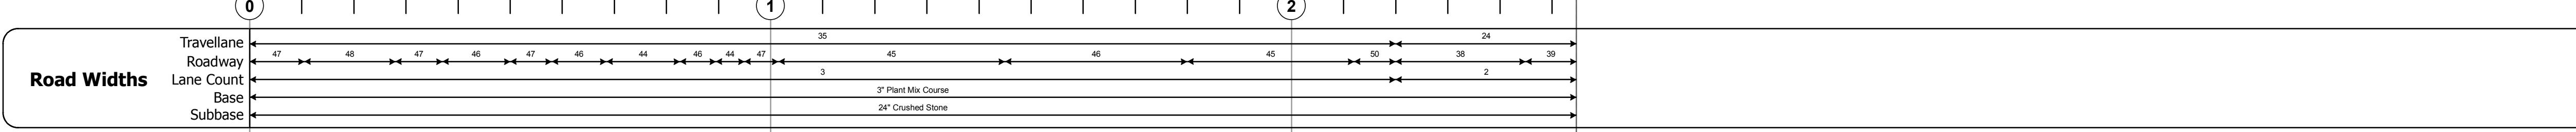 0 1 2
Travellane 35 24
Roadway 47 48 47 46 47 46 44 46 44 47 45 46 45 50 38 39
Road Widths
Lane Count 3 2
Base 3" Plant Mix Course
Subbase 24" Crushed Stone